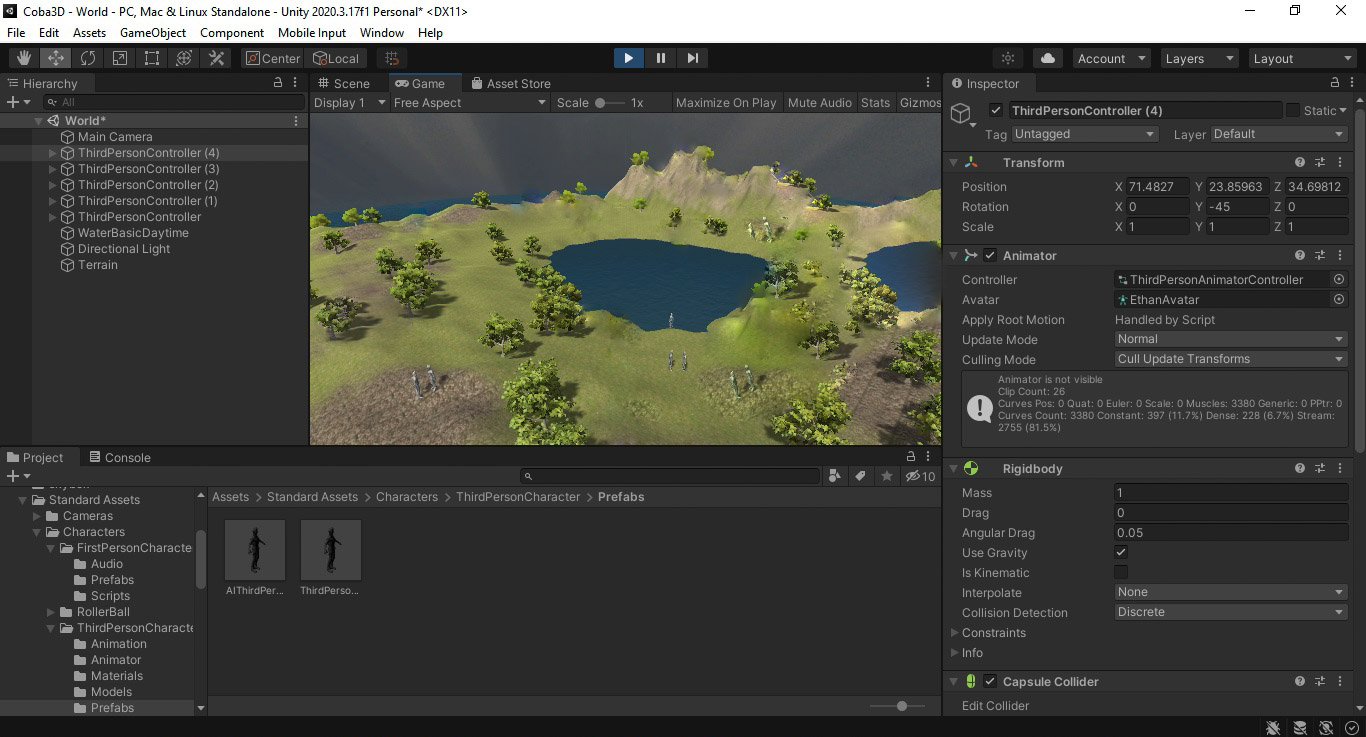 Coba3D - World - PC, Mac & Linux Standalone - Unity 2020.3.17f1 Personal* <DX11>
File Edit Assets GameObject Component Mobile Input Window Help
Center Local Account Layers Layout
Hierarchy
All
World*
Main Camera
ThirdPersonController (4)
ThirdPersonController (3)
ThirdPersonController (2)
ThirdPersonController (1)
ThirdPersonController
WaterBasicDaytime
Directional Light
Terrain
Scene Game Asset Store
Display 1 Free Aspect Scale 1x Maximize On Play Mute Audio Stats Gizmos
Inspector
ThirdPersonController (4) Static
Tag Untagged Layer Default
Transform
Position X 71.4827 Y 23.85963 Z 34.69812
Rotation X 0 Y -45 Z 0
Scale X 1 Y 1 Z 1
Animator
Controller ThirdPersonAnimatorController
Avatar EthanAvatar
Apply Root Motion Handled by Script
Update Mode Normal
Culling Mode Cull Update Transforms
Animator is not visible
Clip Count: 26
Curves Pos: 0 Quat: 0 Euler: 0 Scale: 0 Muscles: 3380 Generic: 0 PPtr: 0
Curves Count: 3380 Constant: 397 (11.7%) Dense: 228 (6.7%) Stream:
2755 (81.5%)
Rigidbody
Mass 1
Drag 0
Angular Drag 0.05
Use Gravity
Is Kinematic
Interpolate None
Collision Detection Discrete
Constraints
Info
Capsule Collider
Edit Collider
Project Console
10
Standard Assets
Cameras
Characters
FirstPersonCharacte
Audio
Prefabs
Scripts
RollerBall
ThirdPersonCharacte
Animation
Animator
Materials
Models
Prefabs
Assets > Standard Assets > Characters > ThirdPersonCharacter > Prefabs
AIThirdPer... ThirdPerso...